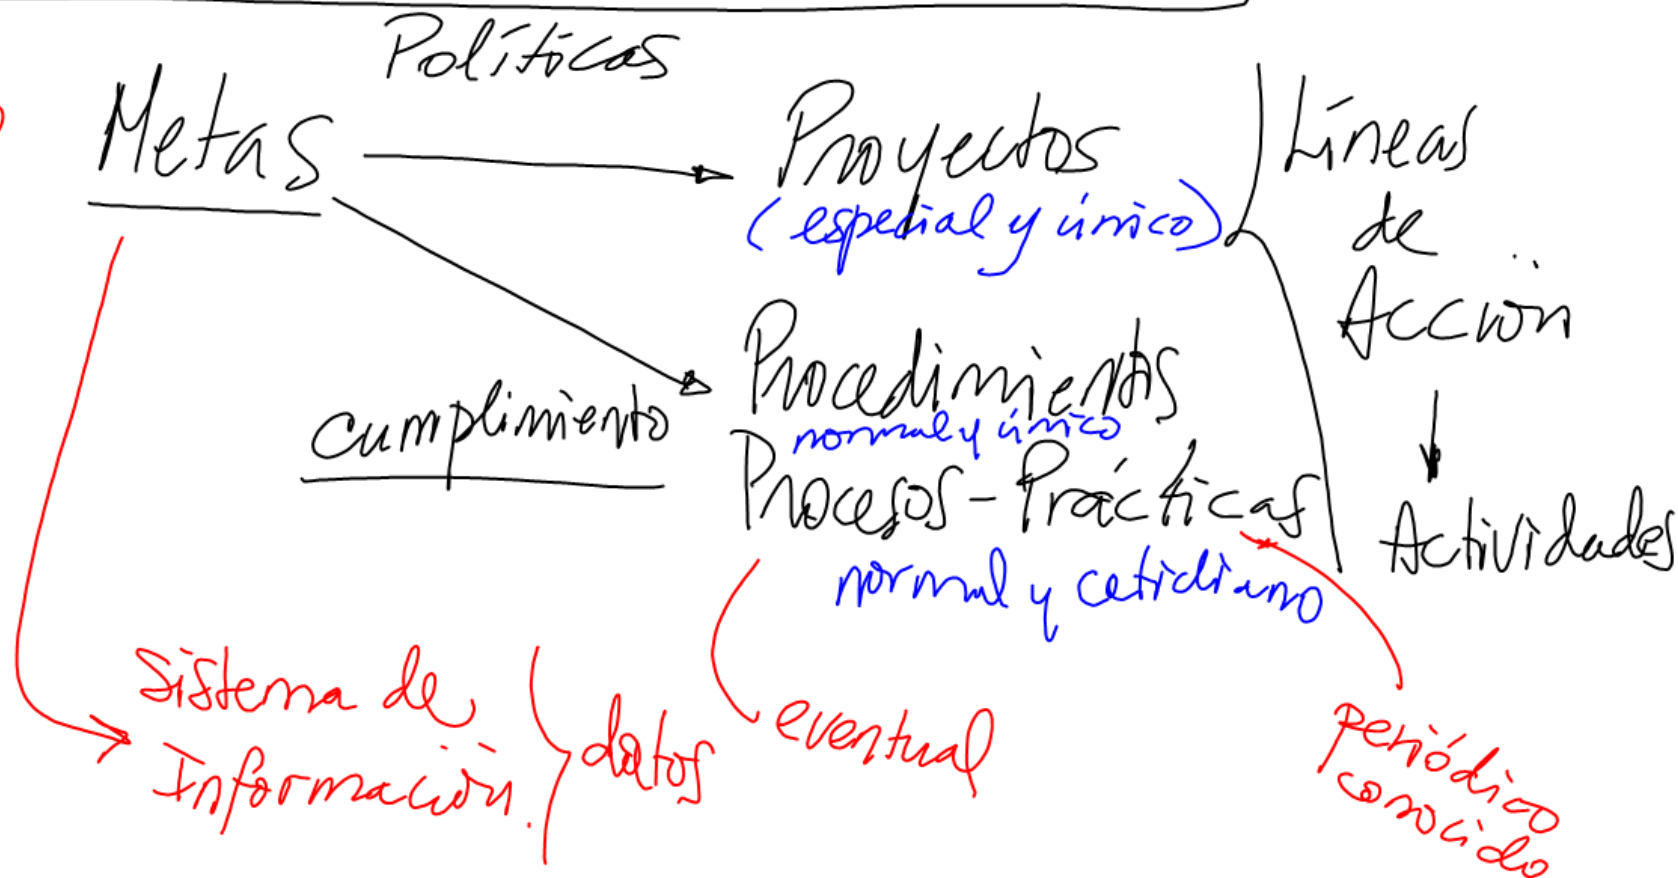 Políticas
Metas
Proyectos
(especial y único)
Líneas
de
Acción
Procedimientos
normal y único
cumplimiento
Procesos - Prácticas
normal y cotidiano
Actividades
Sistema de
Información.
datos
eventual
Periódico
conocido